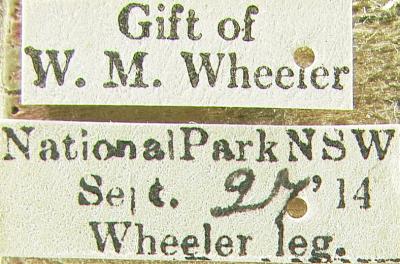 Gift of
W. M. Wheeler
National Park NSW
Sept. 27, '14
Wheeler leg.